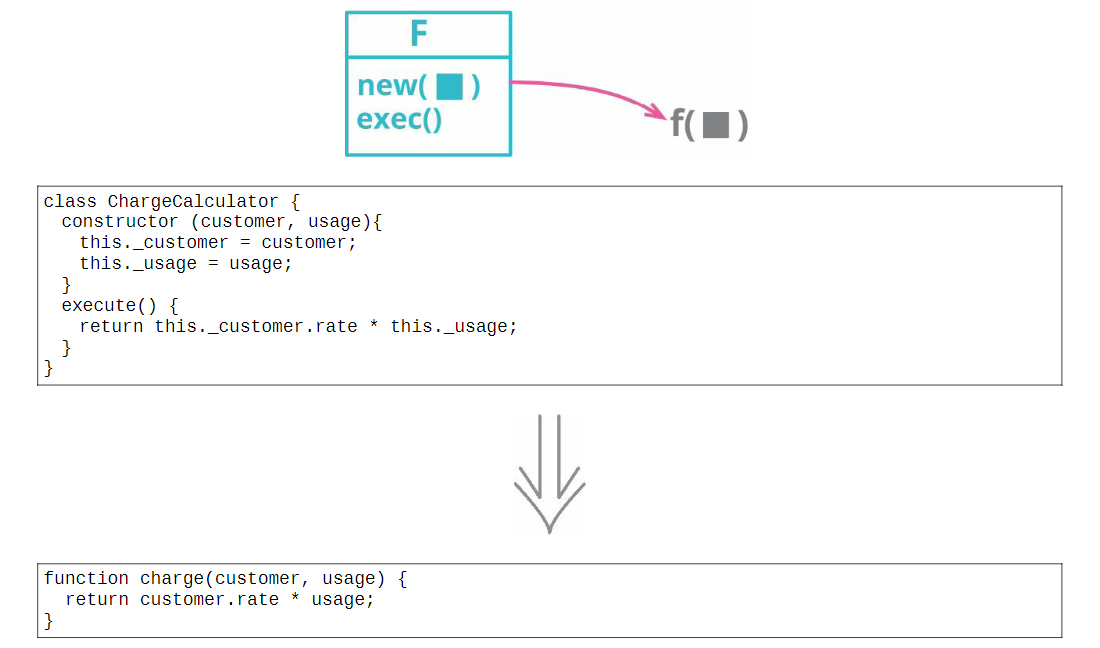 F
new( )
exec()
f( )
class ChargeCalculator {
  constructor (customer, usage){
    this._customer = customer;
    this._usage = usage;
  }
  execute() {
    return this._customer.rate * this._usage;
  }
}
function charge(customer, usage) {
  return customer.rate * usage;
}